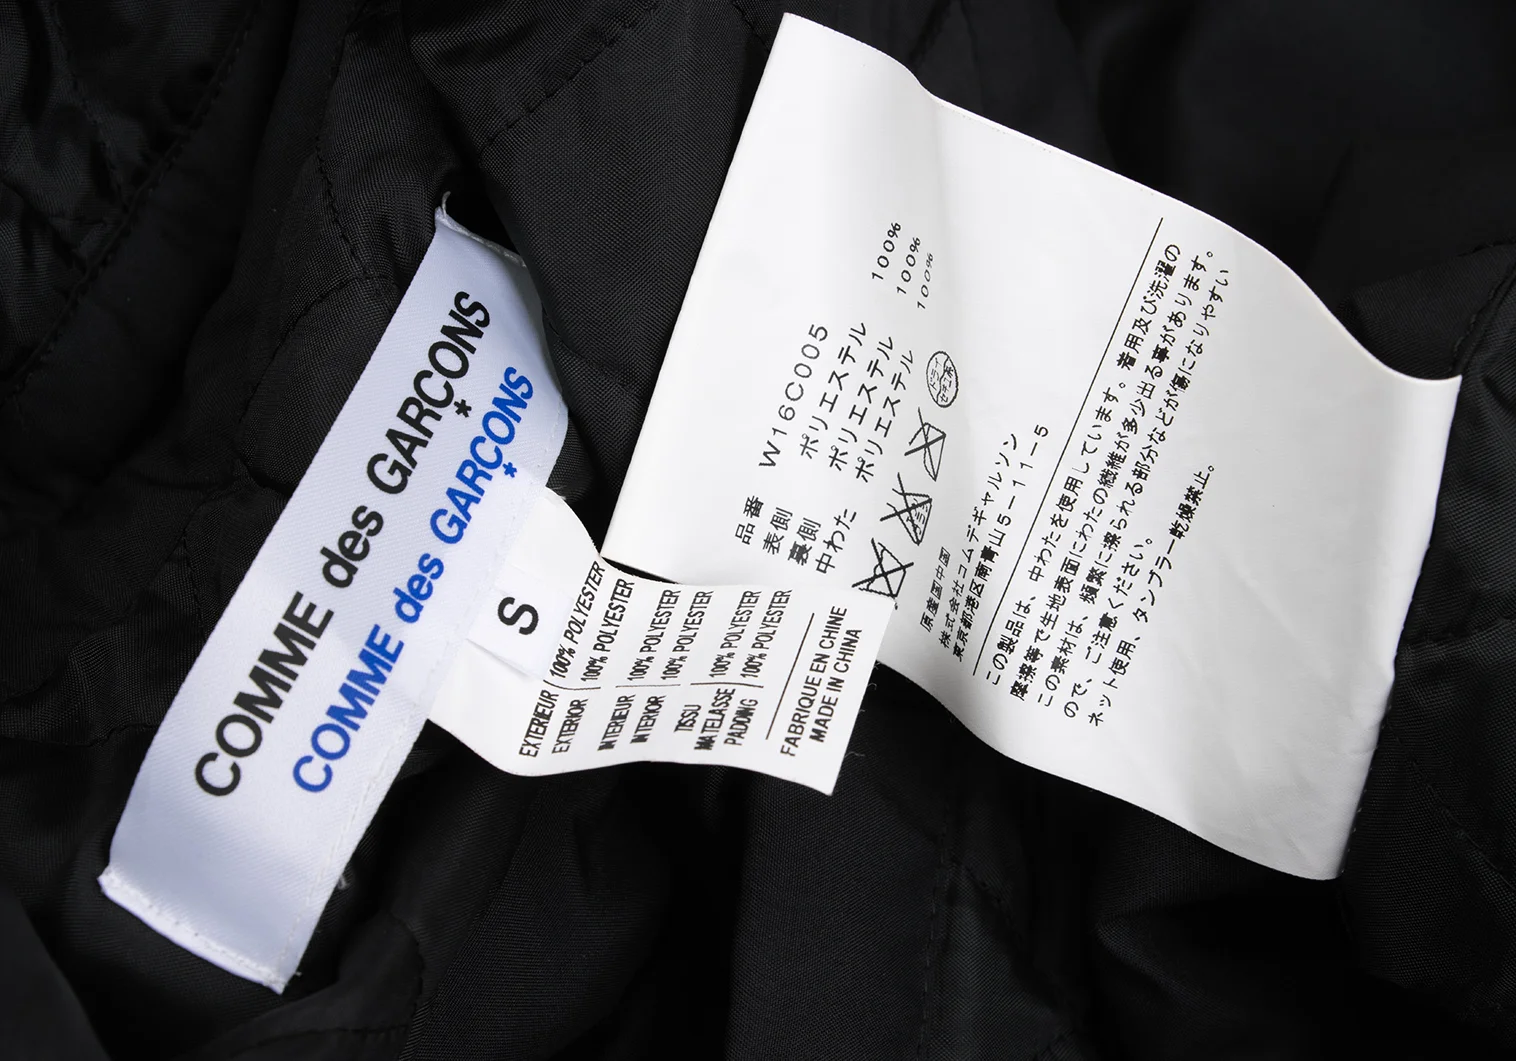 COMME des GARÇONS
COMME des GARÇONS
S
EXTERIEUR 100% POLYESTER
EXTERIOR 100% POLYESTER
INTERIEUR 100% POLYESTER
INTERIOR 100% POLYESTER
TISSU
MATELASSE 100% POLYESTER
PADDING 100% POLYESTER
FABRIQUE EN CHINE
MADE IN CHINA
品番 W16C005
表側 ポリエステル 100%
裏側 ポリエステル 100%
中わた ポリエステル 100%
ドライ
セキユ系
原産国中国
株式会社コムデギャルソン
東京都港区南青山5-11-5
この製品は、中わたを使用しています。着用及び洗濯の
摩擦等で生地表面にわたの繊維が多少出る事があります。
この素材は、頻繁に擦られる部分などが傷になりやすい
ので、ご注意ください。
ネット使用、タンブラー乾燥禁止。